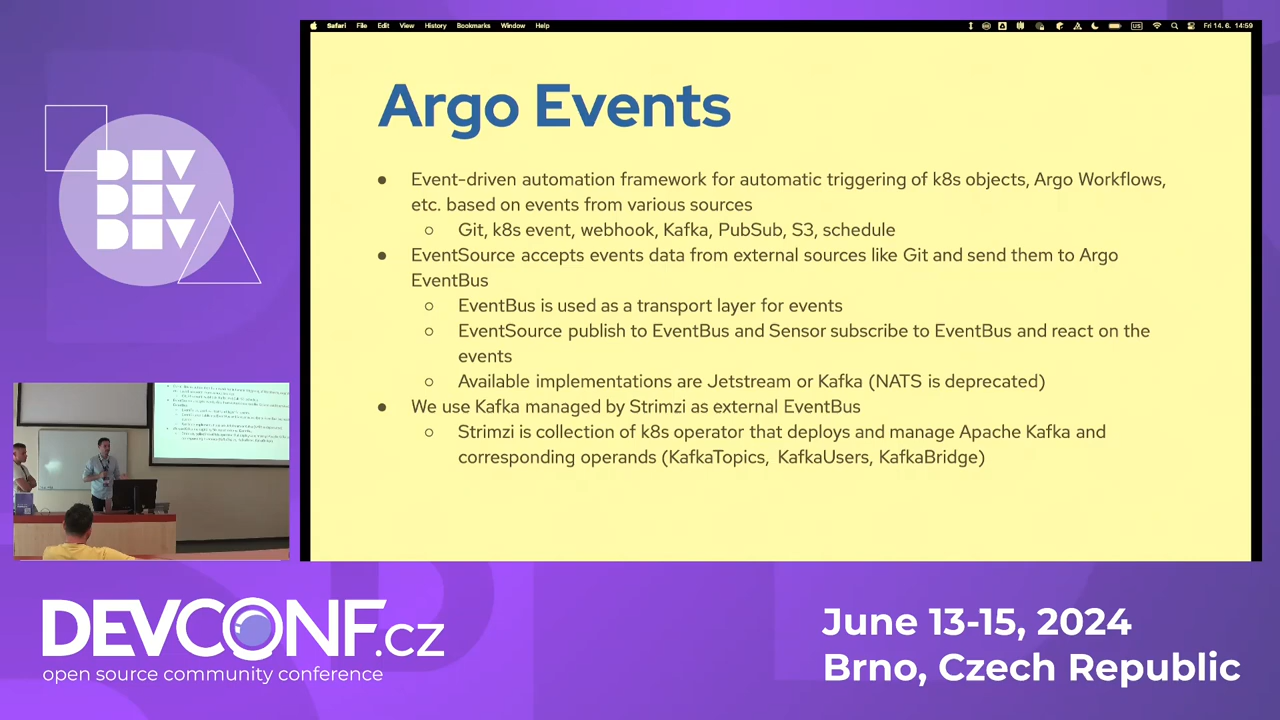 Safari File Edit View History Bookmarks Window Help
US Fri 14. 6. 14:59
Argo Events
● Event-driven automation framework for automatic triggering of k8s objects, Argo Workflows,
etc. based on events from various sources
○ Git, k8s event, webhook, Kafka, PubSub, S3, schedule
● EventSource accepts events data from external sources like Git and send them to Argo
EventBus
○ EventBus is used as a transport layer for events
○ EventSource publish to EventBus and Sensor subscribe to EventBus and react on the
events
○ Available implementations are Jetstream or Kafka (NATS is deprecated)
● We use Kafka managed by Strimzi as external EventBus
○ Strimzi is collection of k8s operator that deploys and manage Apache Kafka and
corresponding operands (KafkaTopics, KafkaUsers, KafkaBridge)
DEV
DEV
DEV
DEVCONF.cz
open source community conference
June 13-15, 2024
Brno, Czech Republic